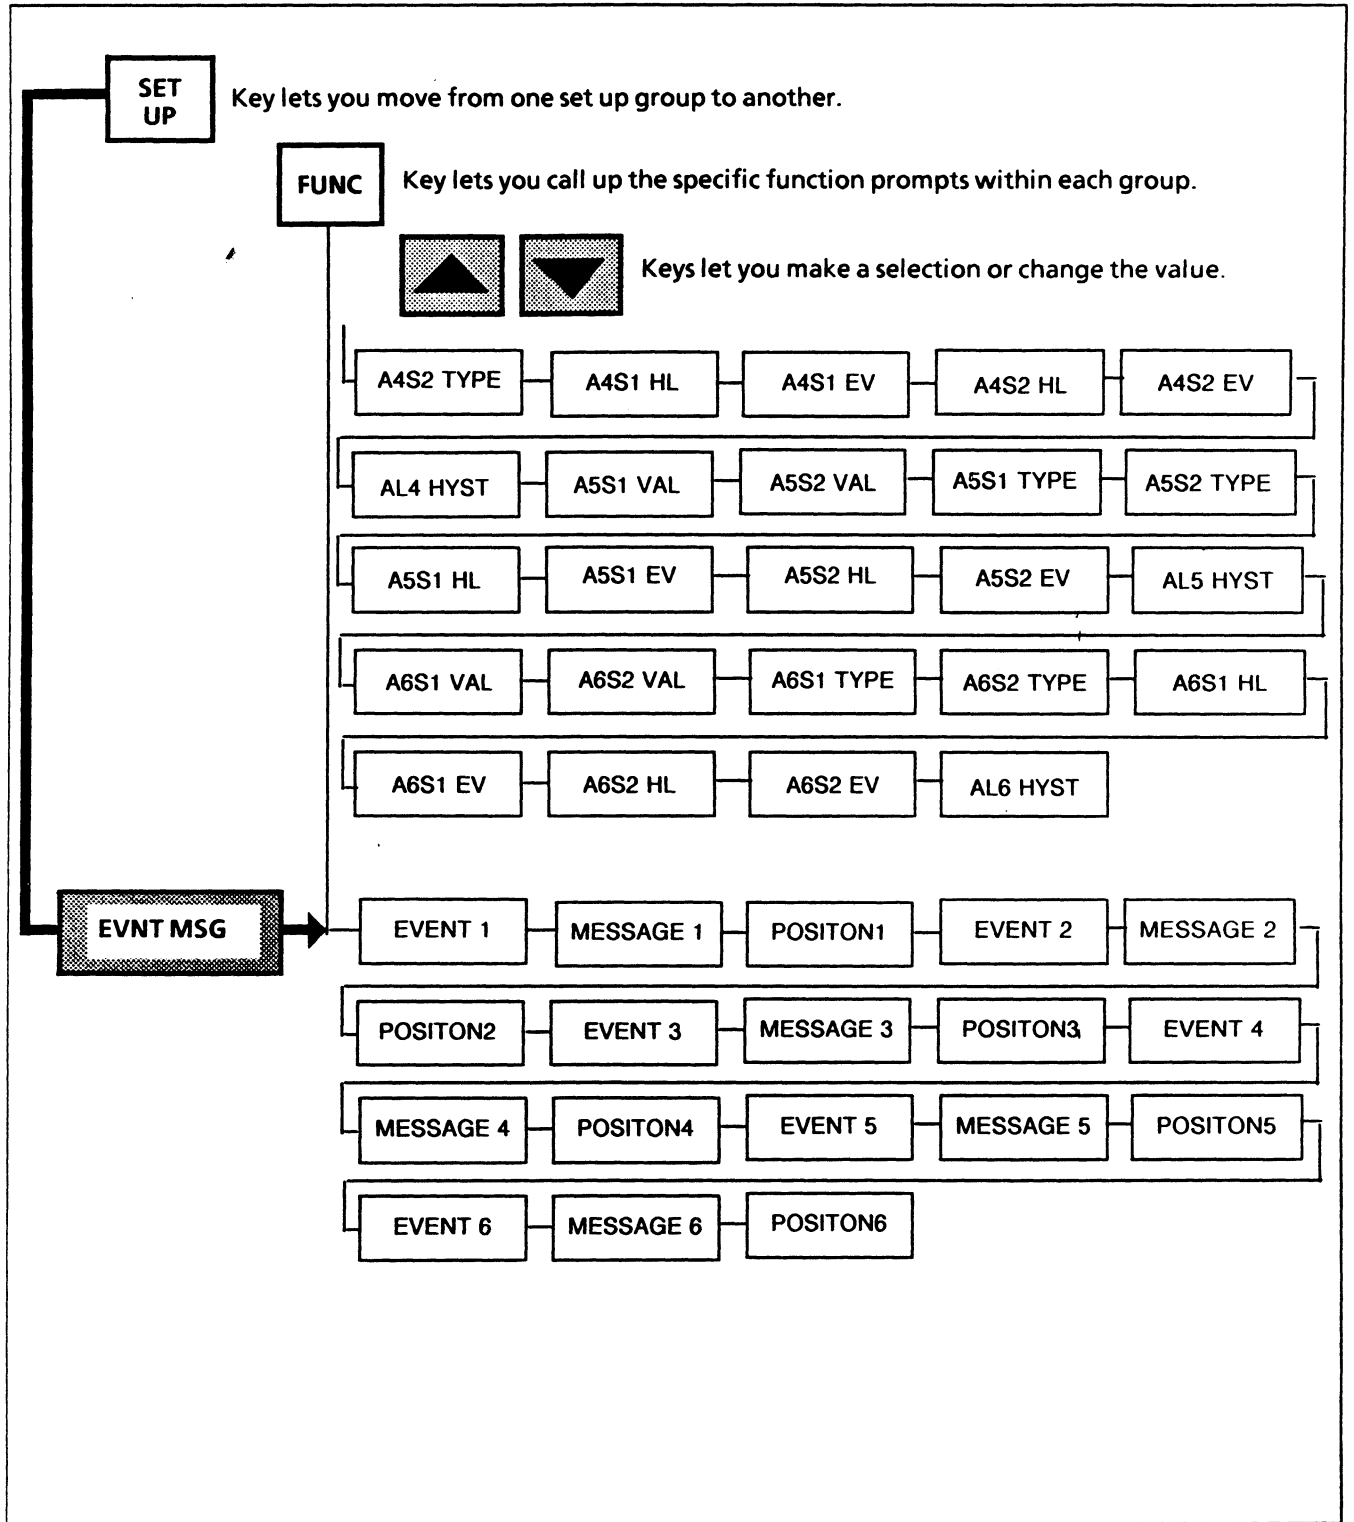 SET
UP
Key lets you move from one set up group to another.
FUNC
Key lets you call up the specific function prompts within each group.
Keys let you make a selection or change the value.
A4S2 TYPE
A4S1 HL
A4S1 EV
A4S2 HL
A4S2 EV
AL4 HYST
A5S1 VAL
A5S2 VAL
A5S1 TYPE
A5S2 TYPE
A5S1 HL
A5S1 EV
A5S2 HL
A5S2 EV
AL5 HYST
A6S1 VAL
A6S2 VAL
A6S1 TYPE
A6S2 TYPE
A6S1 HL
A6S1 EV
A6S2 HL
A6S2 EV
AL6 HYST
EVNT MSG
EVENT 1
MESSAGE 1
POSITON1
EVENT 2
MESSAGE 2
POSITON2
EVENT 3
MESSAGE 3
POSITON3
EVENT 4
MESSAGE 4
POSITON4
EVENT 5
MESSAGE 5
POSITON5
EVENT 6
MESSAGE 6
POSITON6